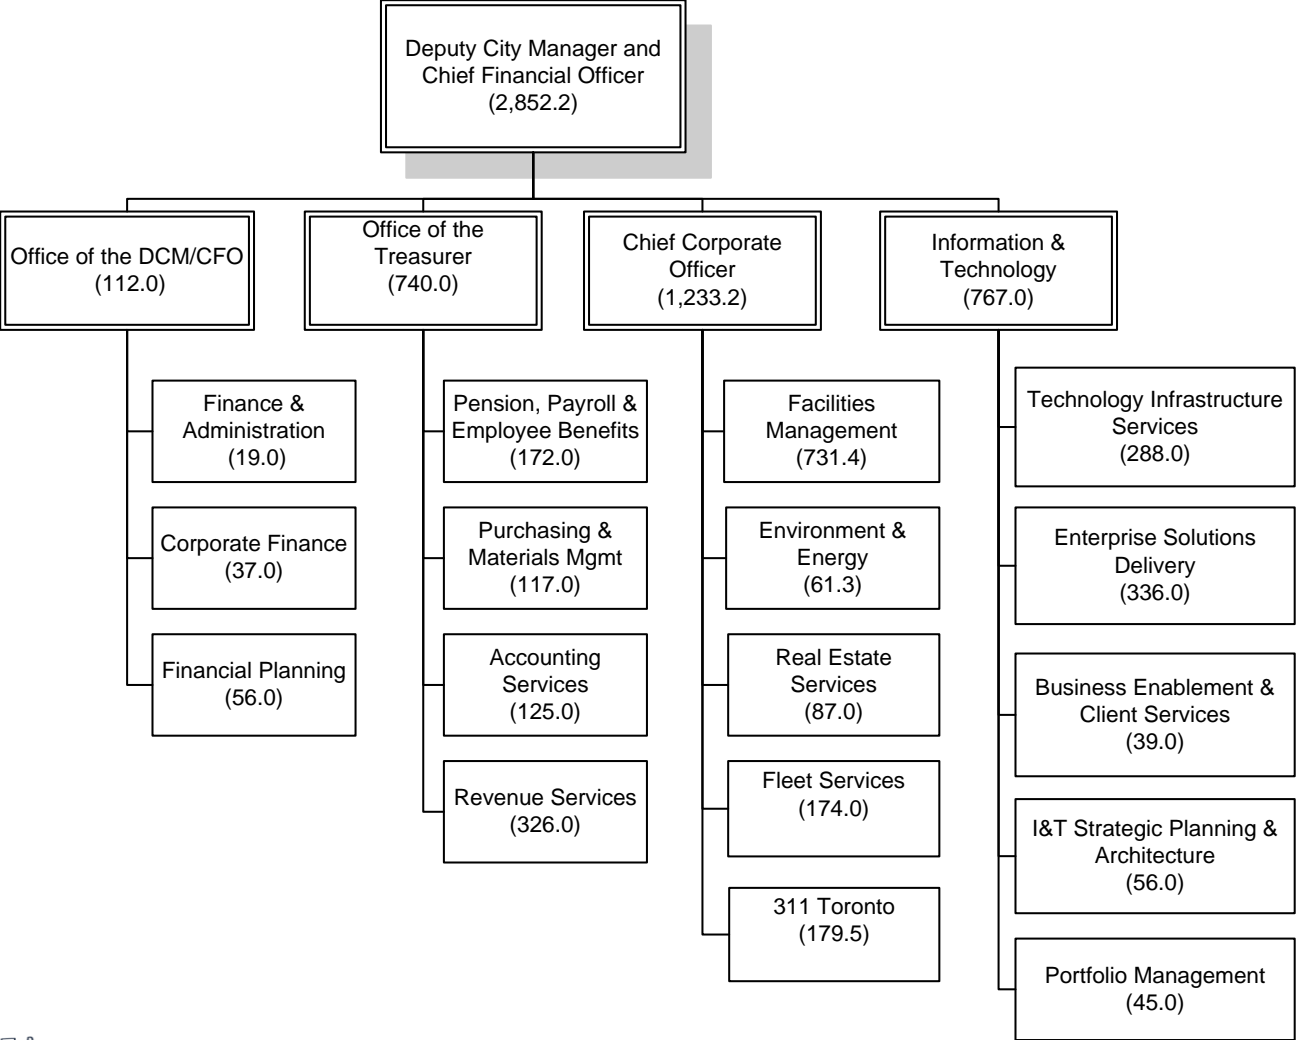 Deputy City Manager and
Chief Financial Officer
(2,852.2)
Office of the DCM/CFO
(112.0)
Office of the
Treasurer
(740.0)
Chief Corporate
Officer
(1,233.2)
Information &
Technology
(767.0)
Finance &
Administration
(19.0)
Corporate Finance
(37.0)
Financial Planning
(56.0)
Pension, Payroll &
Employee Benefits
(172.0)
Purchasing &
Materials Mgmt
(117.0)
Accounting
Services
(125.0)
Revenue Services
(326.0)
Facilities
Management
(731.4)
Environment &
Energy
(61.3)
Real Estate
Services
(87.0)
Fleet Services
(174.0)
311 Toronto
(179.5)
Technology Infrastructure
Services
(288.0)
Enterprise Solutions
Delivery
(336.0)
Business Enablement &
Client Services
(39.0)
I&T Strategic Planning &
Architecture
(56.0)
Portfolio Management
(45.0)